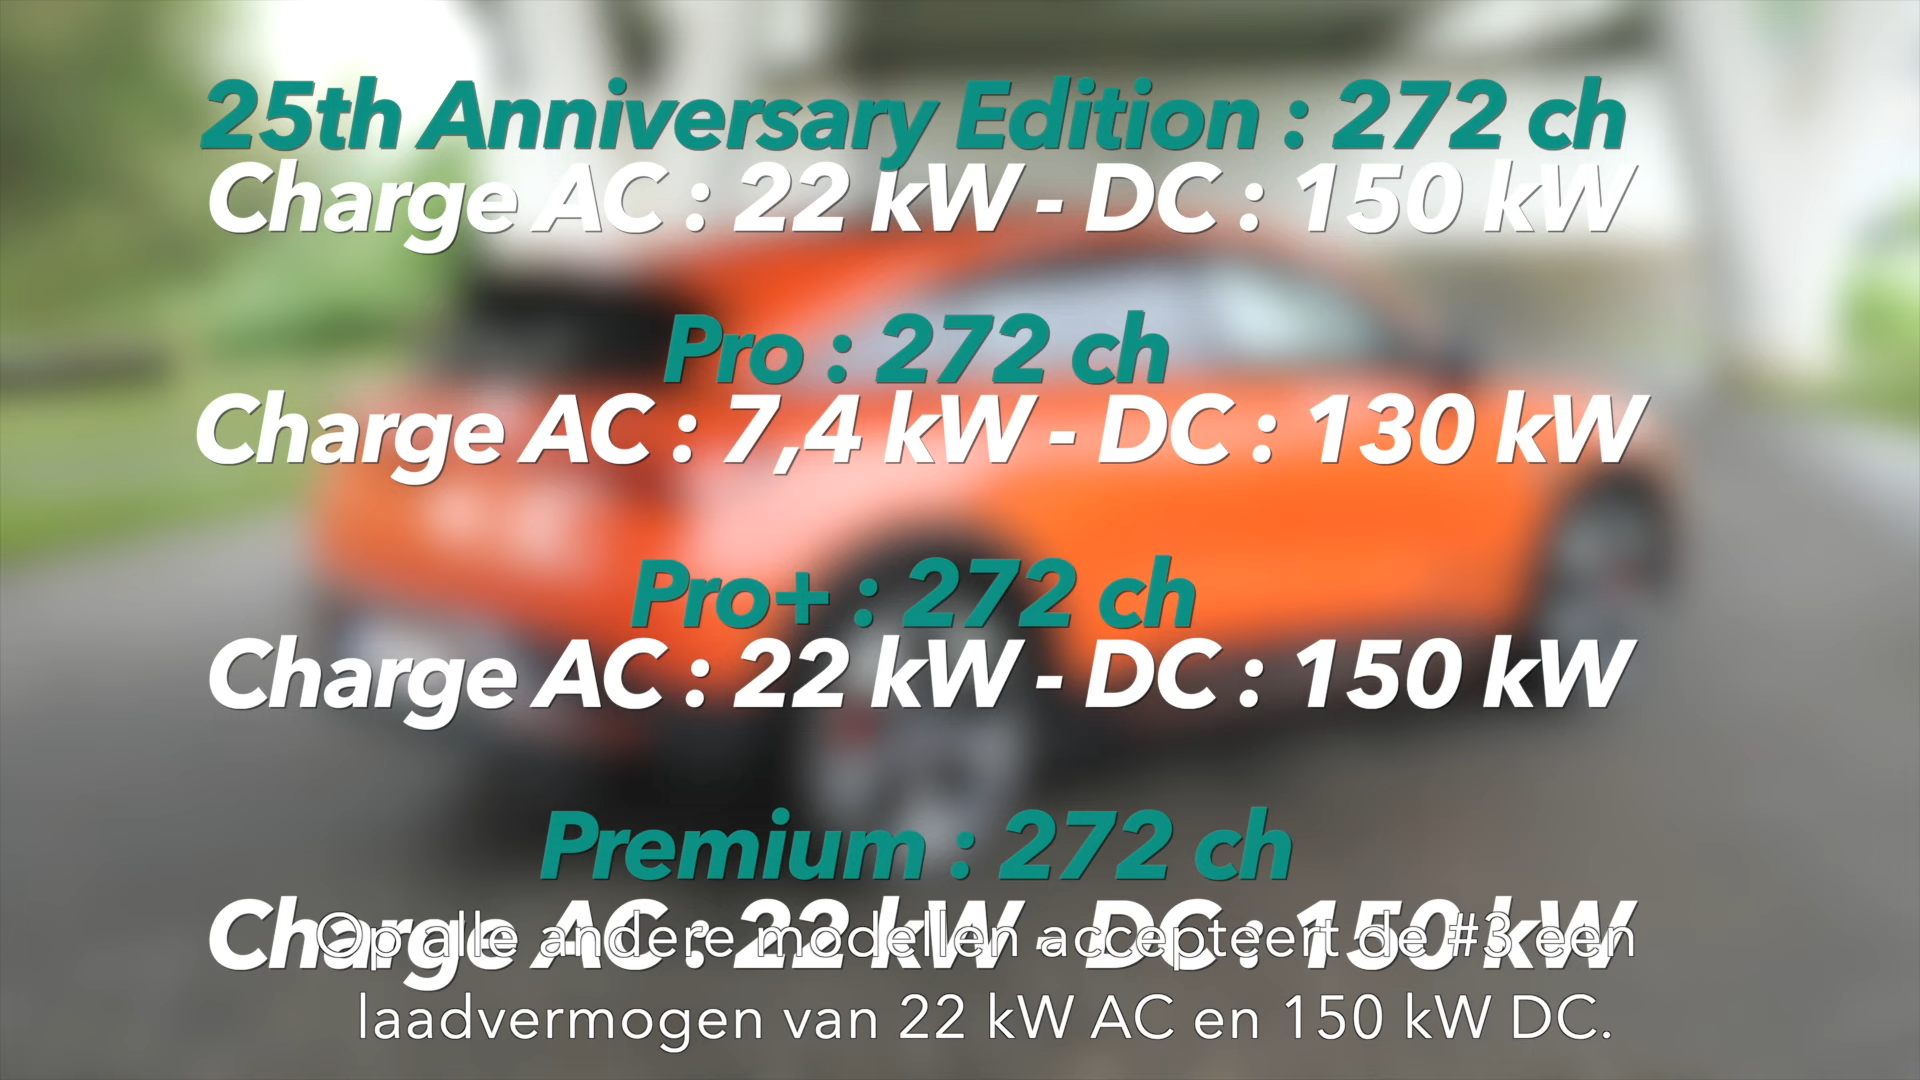 25th Anniversary Edition : 272 ch
Charge AC : 22 kW - DC : 150 kW
Pro : 272 ch
Charge AC : 7,4 kW - DC : 130 kW
Pro+ : 272 ch
Charge AC : 22 kW - DC : 150 kW
Premium : 272 ch
Charge AC : 22 kW - DC : 150 kW
Op alle andere modellen accepteert de #3 een
laadvermogen van 22 kW AC en 150 kW DC.